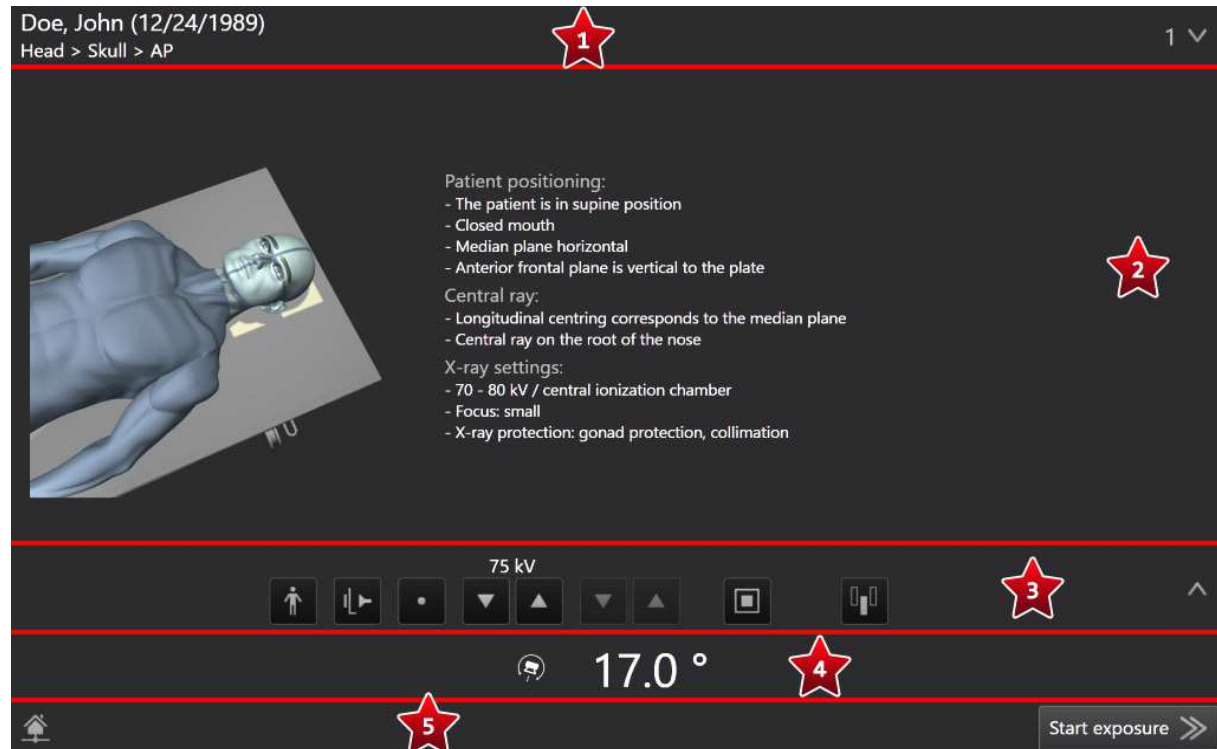 Doe, John (12/24/1989)
Head > Skull > AP
1
1
Patient positioning:
- The patient is in supine position
- Closed mouth
- Median plane horizontal
- Anterior frontal plane is vertical to the plate
Central ray:
- Longitudinal centring corresponds to the median plane
- Central ray on the root of the nose
X-ray settings:
- 70 - 80 kV / central ionization chamber
- Focus: small
- X-ray protection: gonad protection, collimation
2
75 kV
3
17.0 °
4
5
Start exposure